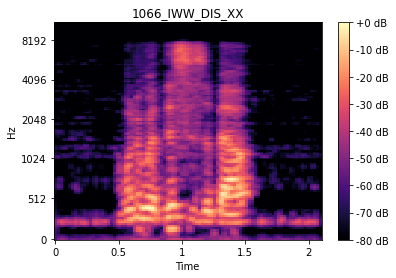 1066_IWW_DIS_XX
8192
4096
2048
1024
512
0
Hz
0
0.5
1
1.5
2
Time
+0 dB
-10 dB
-20 dB
-30 dB
-40 dB
-50 dB
-60 dB
-70 dB
-80 dB